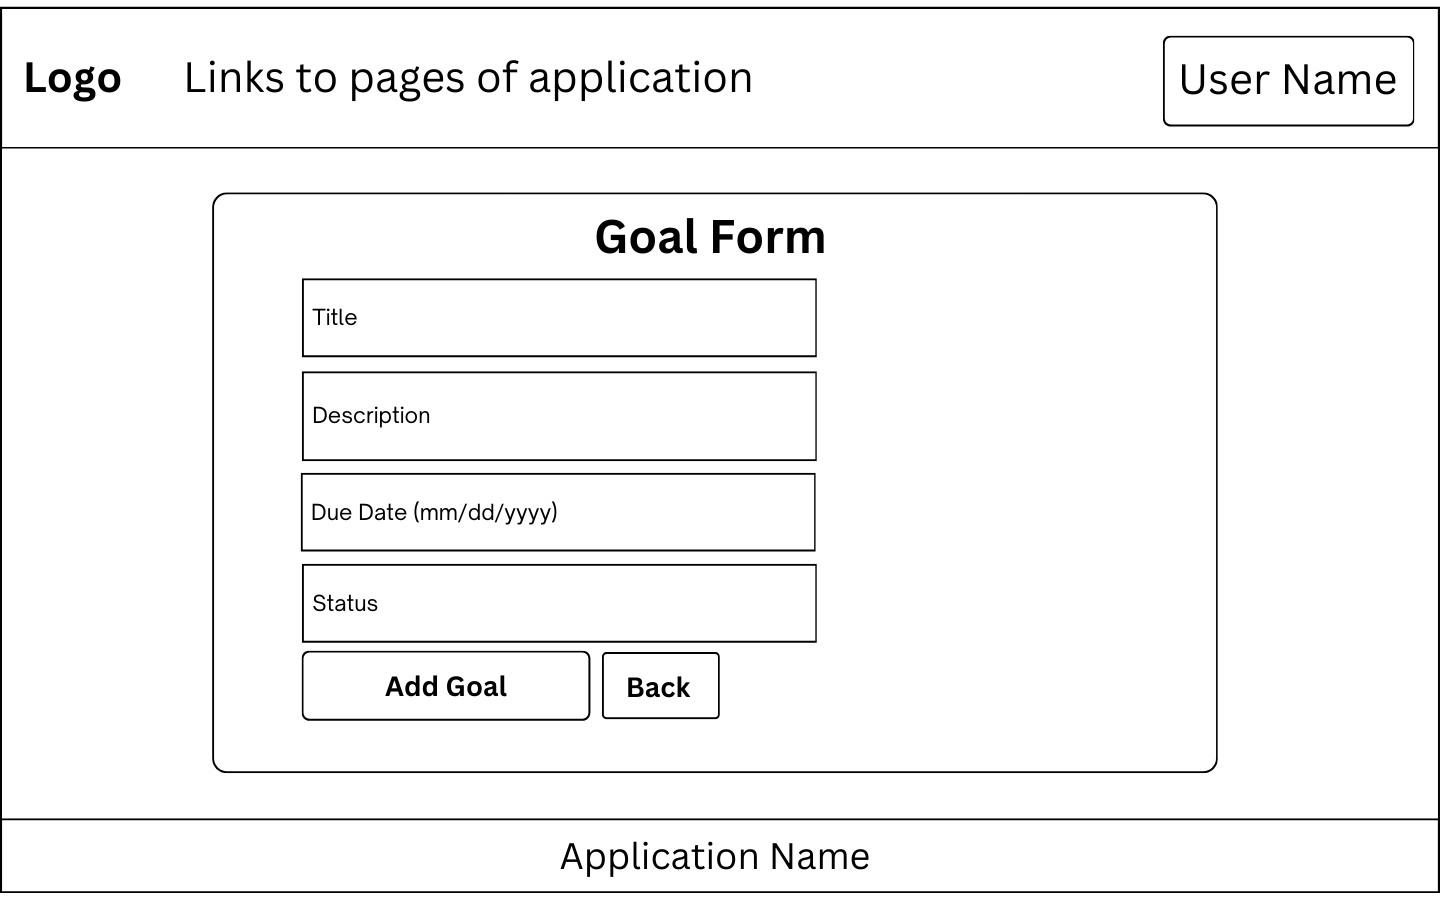 Logo
Links to pages of application
User Name
Goal Form
Title
Description
Due Date (mm/dd/yyyy)
Status
Add Goal
Back
Application Name